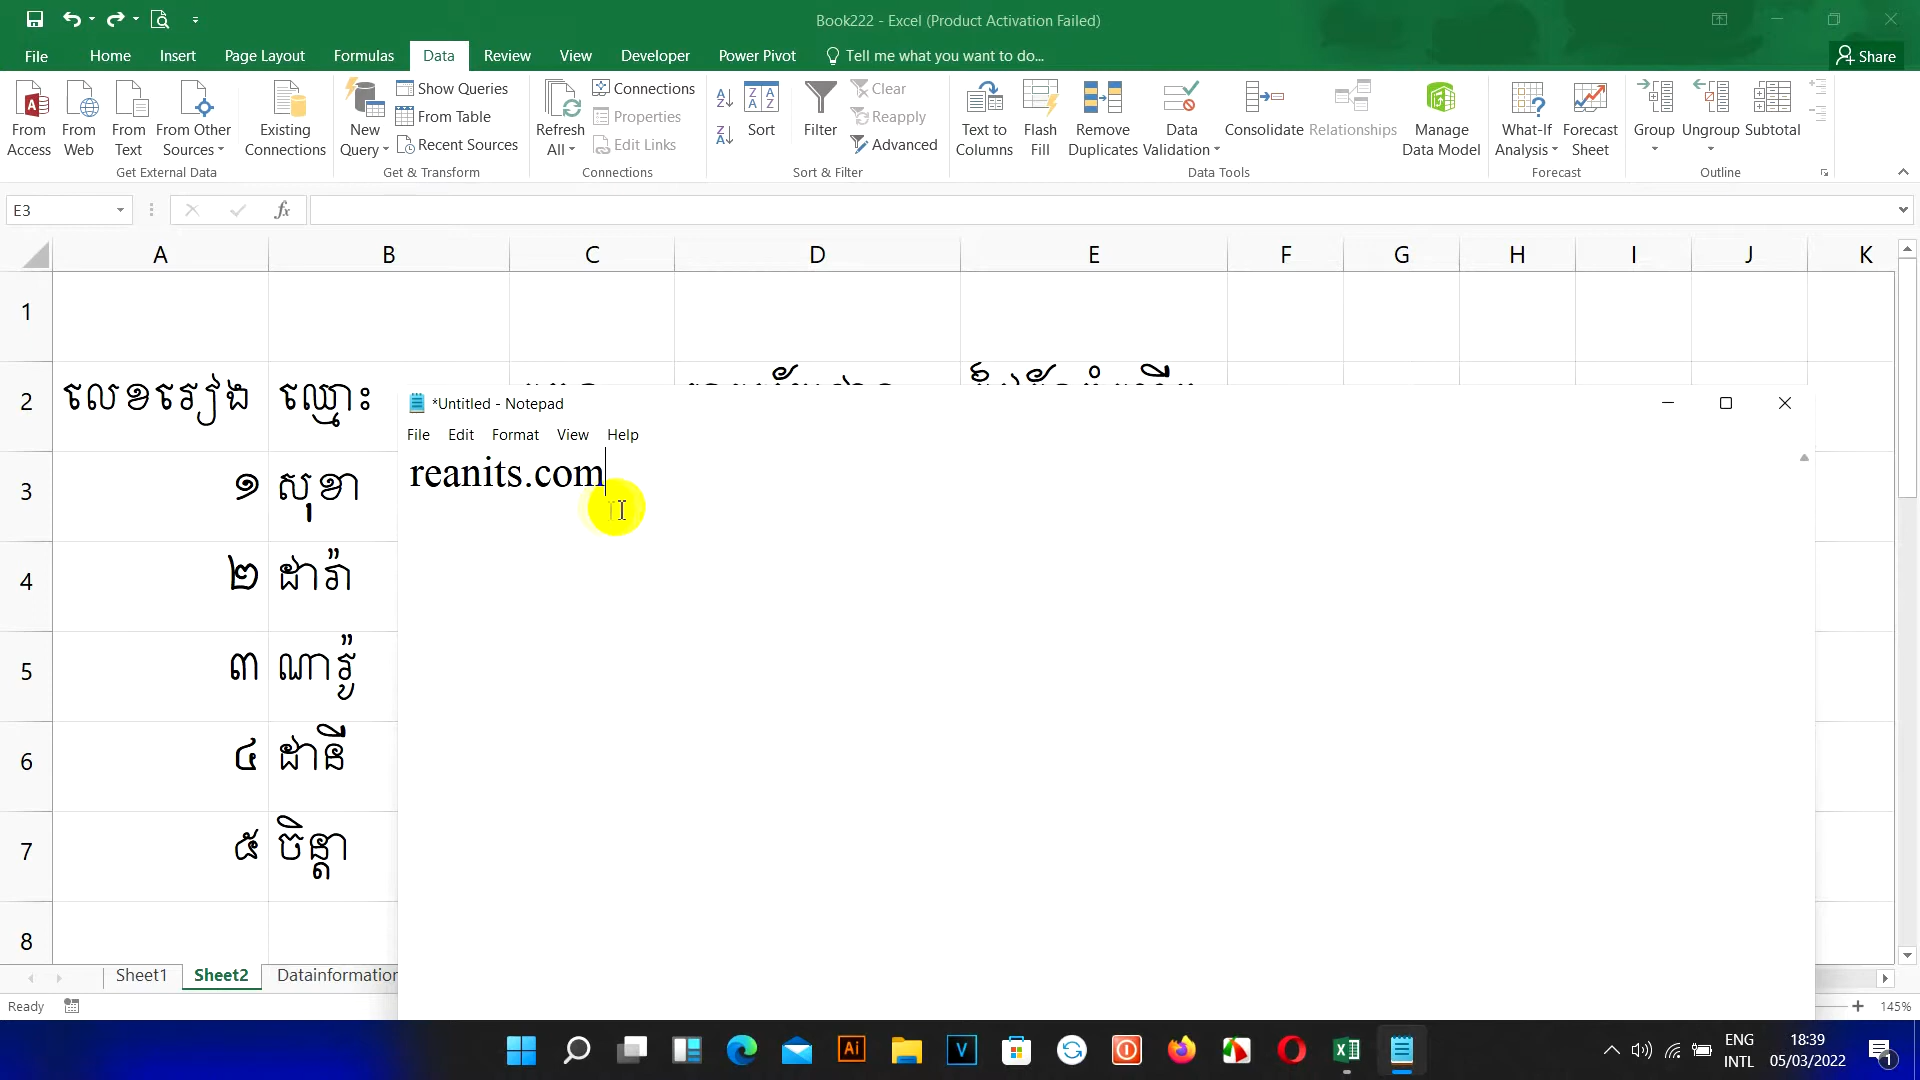 Book222 - Excel (Product Activation Failed)
File Home Insert Page Layout Formulas Data Review View Developer Power Pivot Tell me what you want to do... Share
From Access
From Web
From Text
From Other Sources
Existing Connections
Get External Data
New Query
Show Queries
From Table
Recent Sources
Get & Transform
Refresh All
Connections
Properties
Edit Links
Connections
Sort
Filter
Clear
Reapply
Advanced
Sort & Filter
Text to Columns
Flash Fill
Remove Duplicates
Data Validation
Consolidate
Relationships
Manage Data Model
Data Tools
What-If Analysis
Forecast Sheet
Forecast
Group
Ungroup
Subtotal
Outline
E3
fx
A B C D E F G H I J K
1
2 លេខរៀង ឈ្មោះ
*Untitled - Notepad
File Edit Format View Help
reanits.com
3 ១ សុខា
4 ២ ដារ៉ា
5 ៣ ណារ៉ូ
6 ៤ ដានី
7 ៥ ចិន្តា
8
Sheet1 Sheet2 Datainformation
Ready
145%
ENG INTL
18:39
05/03/2022
1